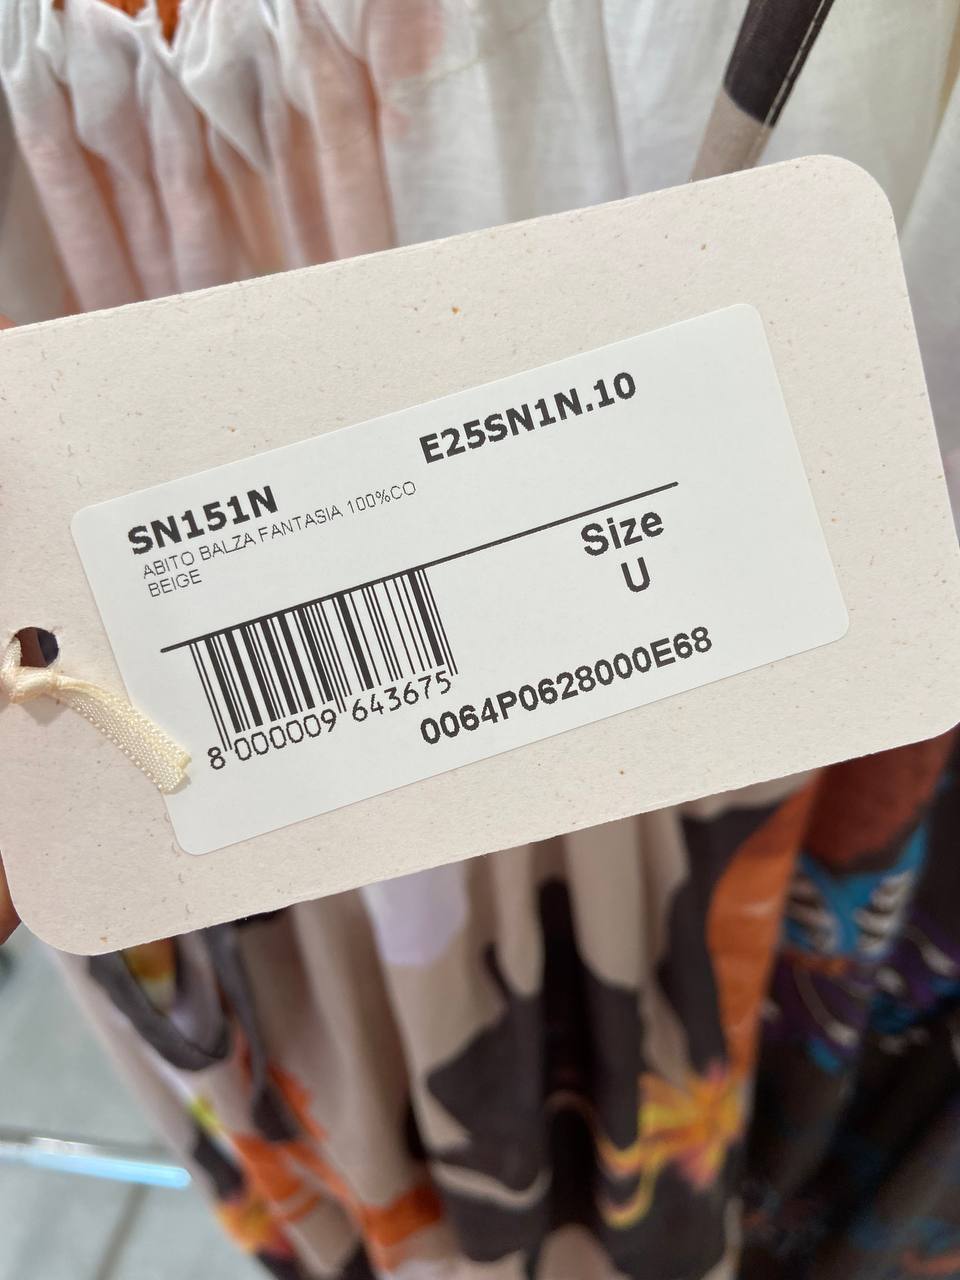 E25SN1N.10
SN151N
ABITO BALZA FANTASIA 100%CO
BEIGE
Size
U
8 000009 643675
0064P0628000E68